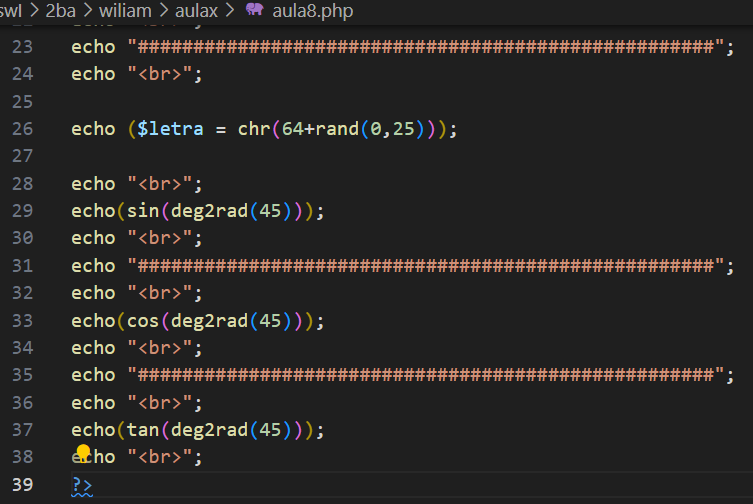 swl > 2ba > wiliam > aulax > aula8.php
23 echo "####################################################";
24 echo "<br>";
25
26 echo ($letra = chr(64+rand(0,25)));
27
28 echo "<br>";
29 echo(sin(deg2rad(45)));
30 echo "<br>";
31 echo "####################################################";
32 echo "<br>";
33 echo(cos(deg2rad(45)));
34 echo "<br>";
35 echo "####################################################";
36 echo "<br>";
37 echo(tan(deg2rad(45)));
38 echo "<br>";
39 ?>